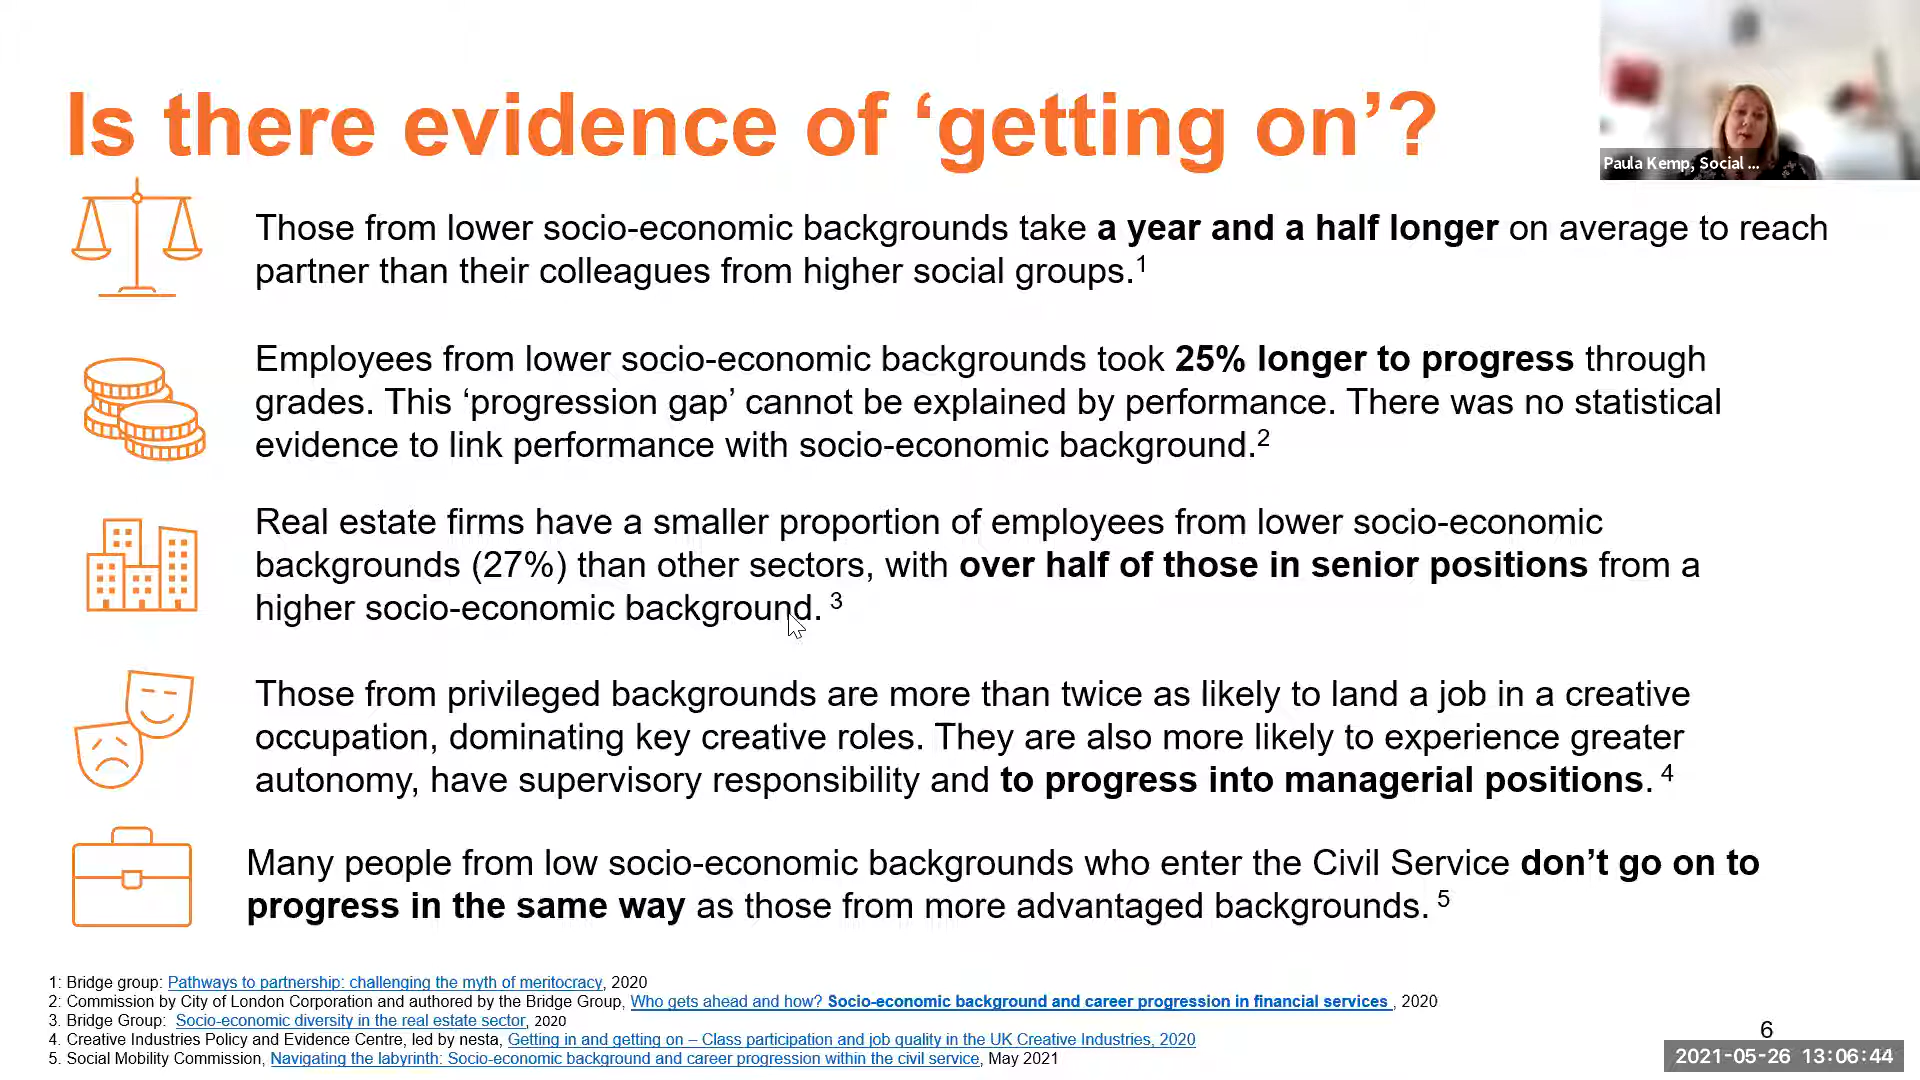 Is there evidence of ‘getting on’?
Paula Kemp, Social ...
Those from lower socio-economic backgrounds take a year and a half longer on average to reach
partner than their colleagues from higher social groups.1
Employees from lower socio-economic backgrounds took 25% longer to progress through
grades. This ‘progression gap’ cannot be explained by performance. There was no statistical
evidence to link performance with socio-economic background.2
Real estate firms have a smaller proportion of employees from lower socio-economic
backgrounds (27%) than other sectors, with over half of those in senior positions from a
higher socio-economic background. 3
Those from privileged backgrounds are more than twice as likely to land a job in a creative
occupation, dominating key creative roles. They are also more likely to experience greater
autonomy, have supervisory responsibility and to progress into managerial positions. 4
Many people from low socio-economic backgrounds who enter the Civil Service don’t go on to
progress in the same way as those from more advantaged backgrounds. 5
1: Bridge group: Pathways to partnership: challenging the myth of meritocracy, 2020
2: Commission by City of London Corporation and authored by the Bridge Group, Who gets ahead and how? Socio-economic background and career progression in financial services , 2020
3. Bridge Group: Socio-economic diversity in the real estate sector, 2020
4. Creative Industries Policy and Evidence Centre, led by nesta, Getting in and getting on – Class participation and job quality in the UK Creative Industries, 2020
5. Social Mobility Commission, Navigating the labyrinth: Socio-economic background and career progression within the civil service, May 2021
6
2021-05-26 13:06:44